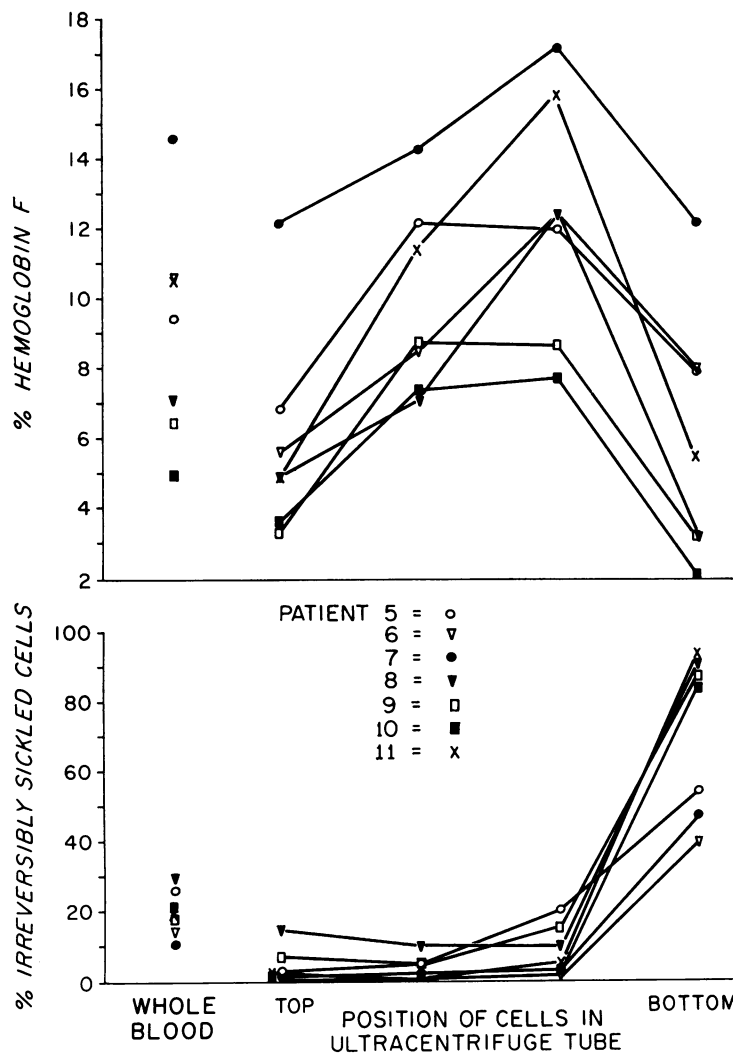 18
16
14
12
10
8
6
4
2
% HEMOGLOBIN F
PATIENT 5 =
6 =
7 =
8 =
9 =
10 =
11 =
100
80
60
40
20
0
% IRREVERSIBLY SICKLED CELLS
WHOLE BLOOD
TOP
POSITION OF CELLS IN
ULTRACENTRIFUGE TUBE
BOTTOM